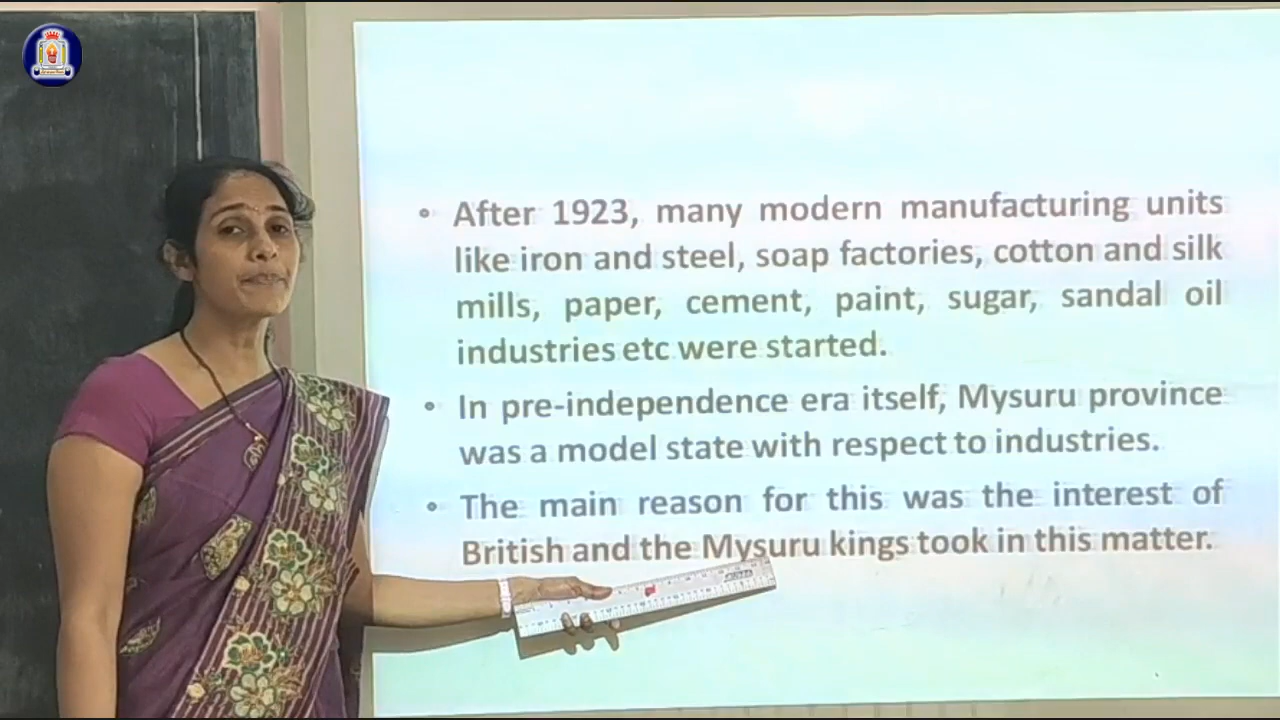 • After 1923, many modern manufacturing units
like iron and steel, soap factories, cotton and silk
mills, paper, cement, paint, sugar, sandal oil
industries etc were started.
• In pre-independence era itself, Mysuru province
was a model state with respect to industries.
• The main reason for this was the interest of
British and the Mysuru kings took in this matter.